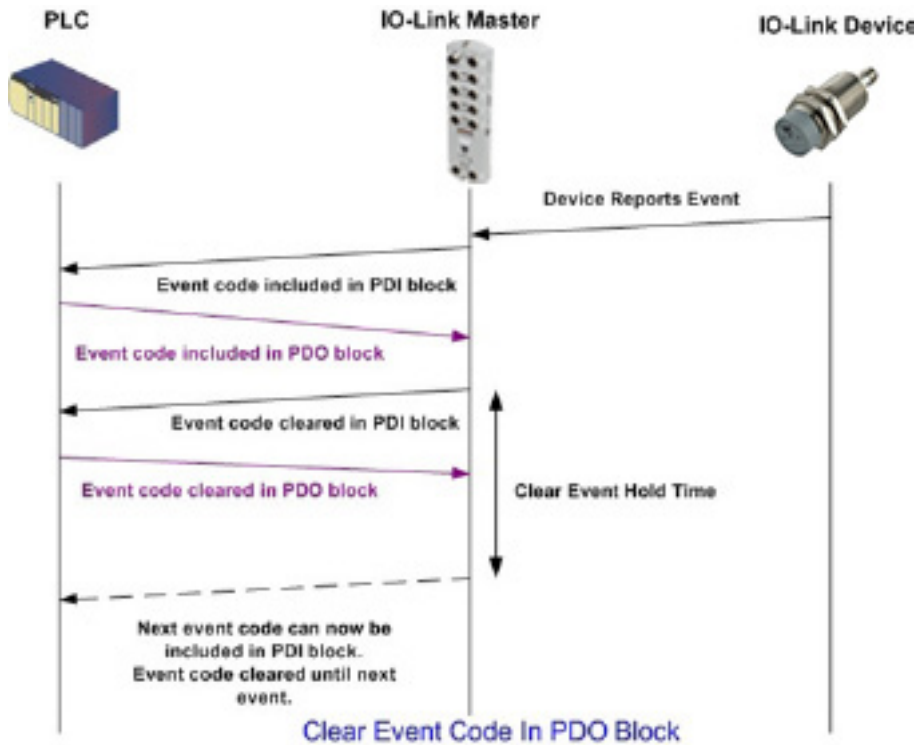 PLC
IO-Link Master
IO-Link Device
Device Reports Event
Event code included in PDI block
Event code included in PDO block
Event code cleared in PDI block
Event code cleared in PDO block
Clear Event Hold Time
Next event code can now be
included in PDI block.
Event code cleared until next
event.
Clear Event Code In PDO Block